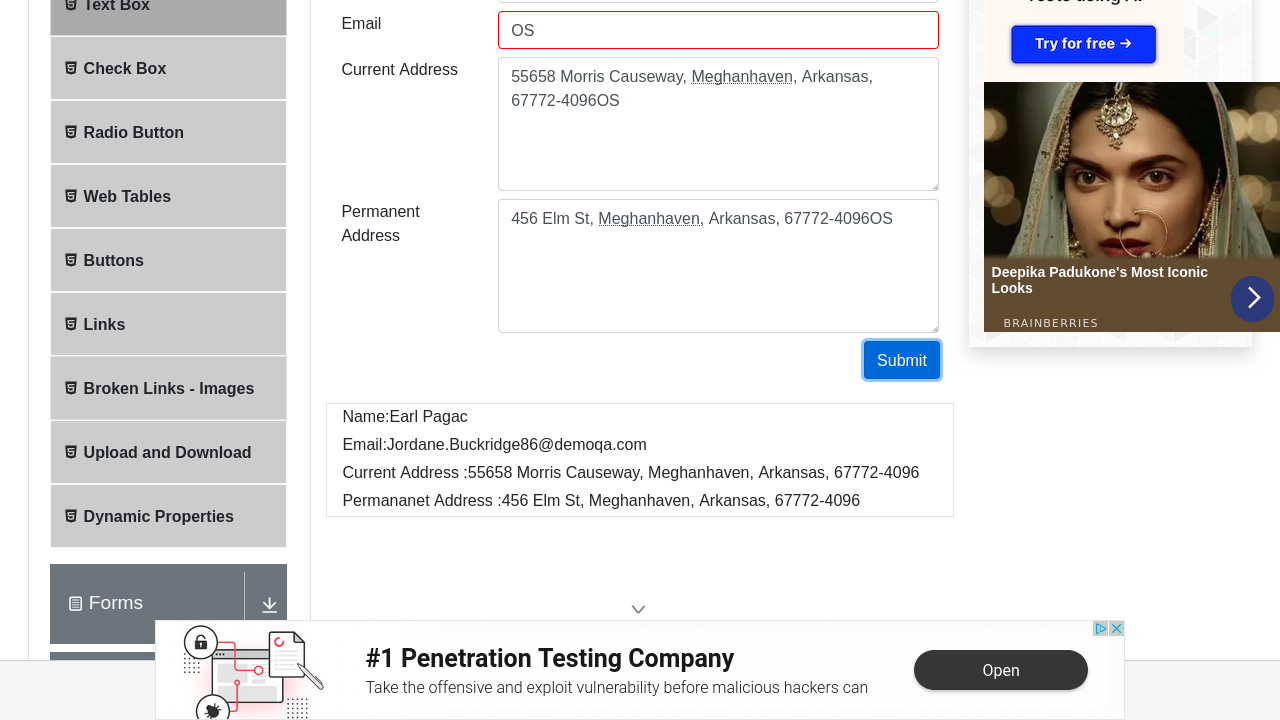 Text Box
Check Box
Radio Button
Web Tables
Buttons
Links
Broken Links - Images
Upload and Download
Dynamic Properties
Forms
Email
OS
Current Address
55658 Morris Causeway, Meghanhaven, Arkansas,
67772-4096OS
Permanent
Address
456 Elm St, Meghanhaven, Arkansas, 67772-4096OS
Submit
Name:Earl Pagac
Email:Jordane.Buckridge86@demoqa.com
Current Address :55658 Morris Causeway, Meghanhaven, Arkansas, 67772-4096
Permananet Address :456 Elm St, Meghanhaven, Arkansas, 67772-4096
Try for free →
Deepika Padukone's Most Iconic
Looks
BRAINBERRIES
#1 Penetration Testing Company
Take the offensive and exploit vulnerability before malicious hackers can
Open